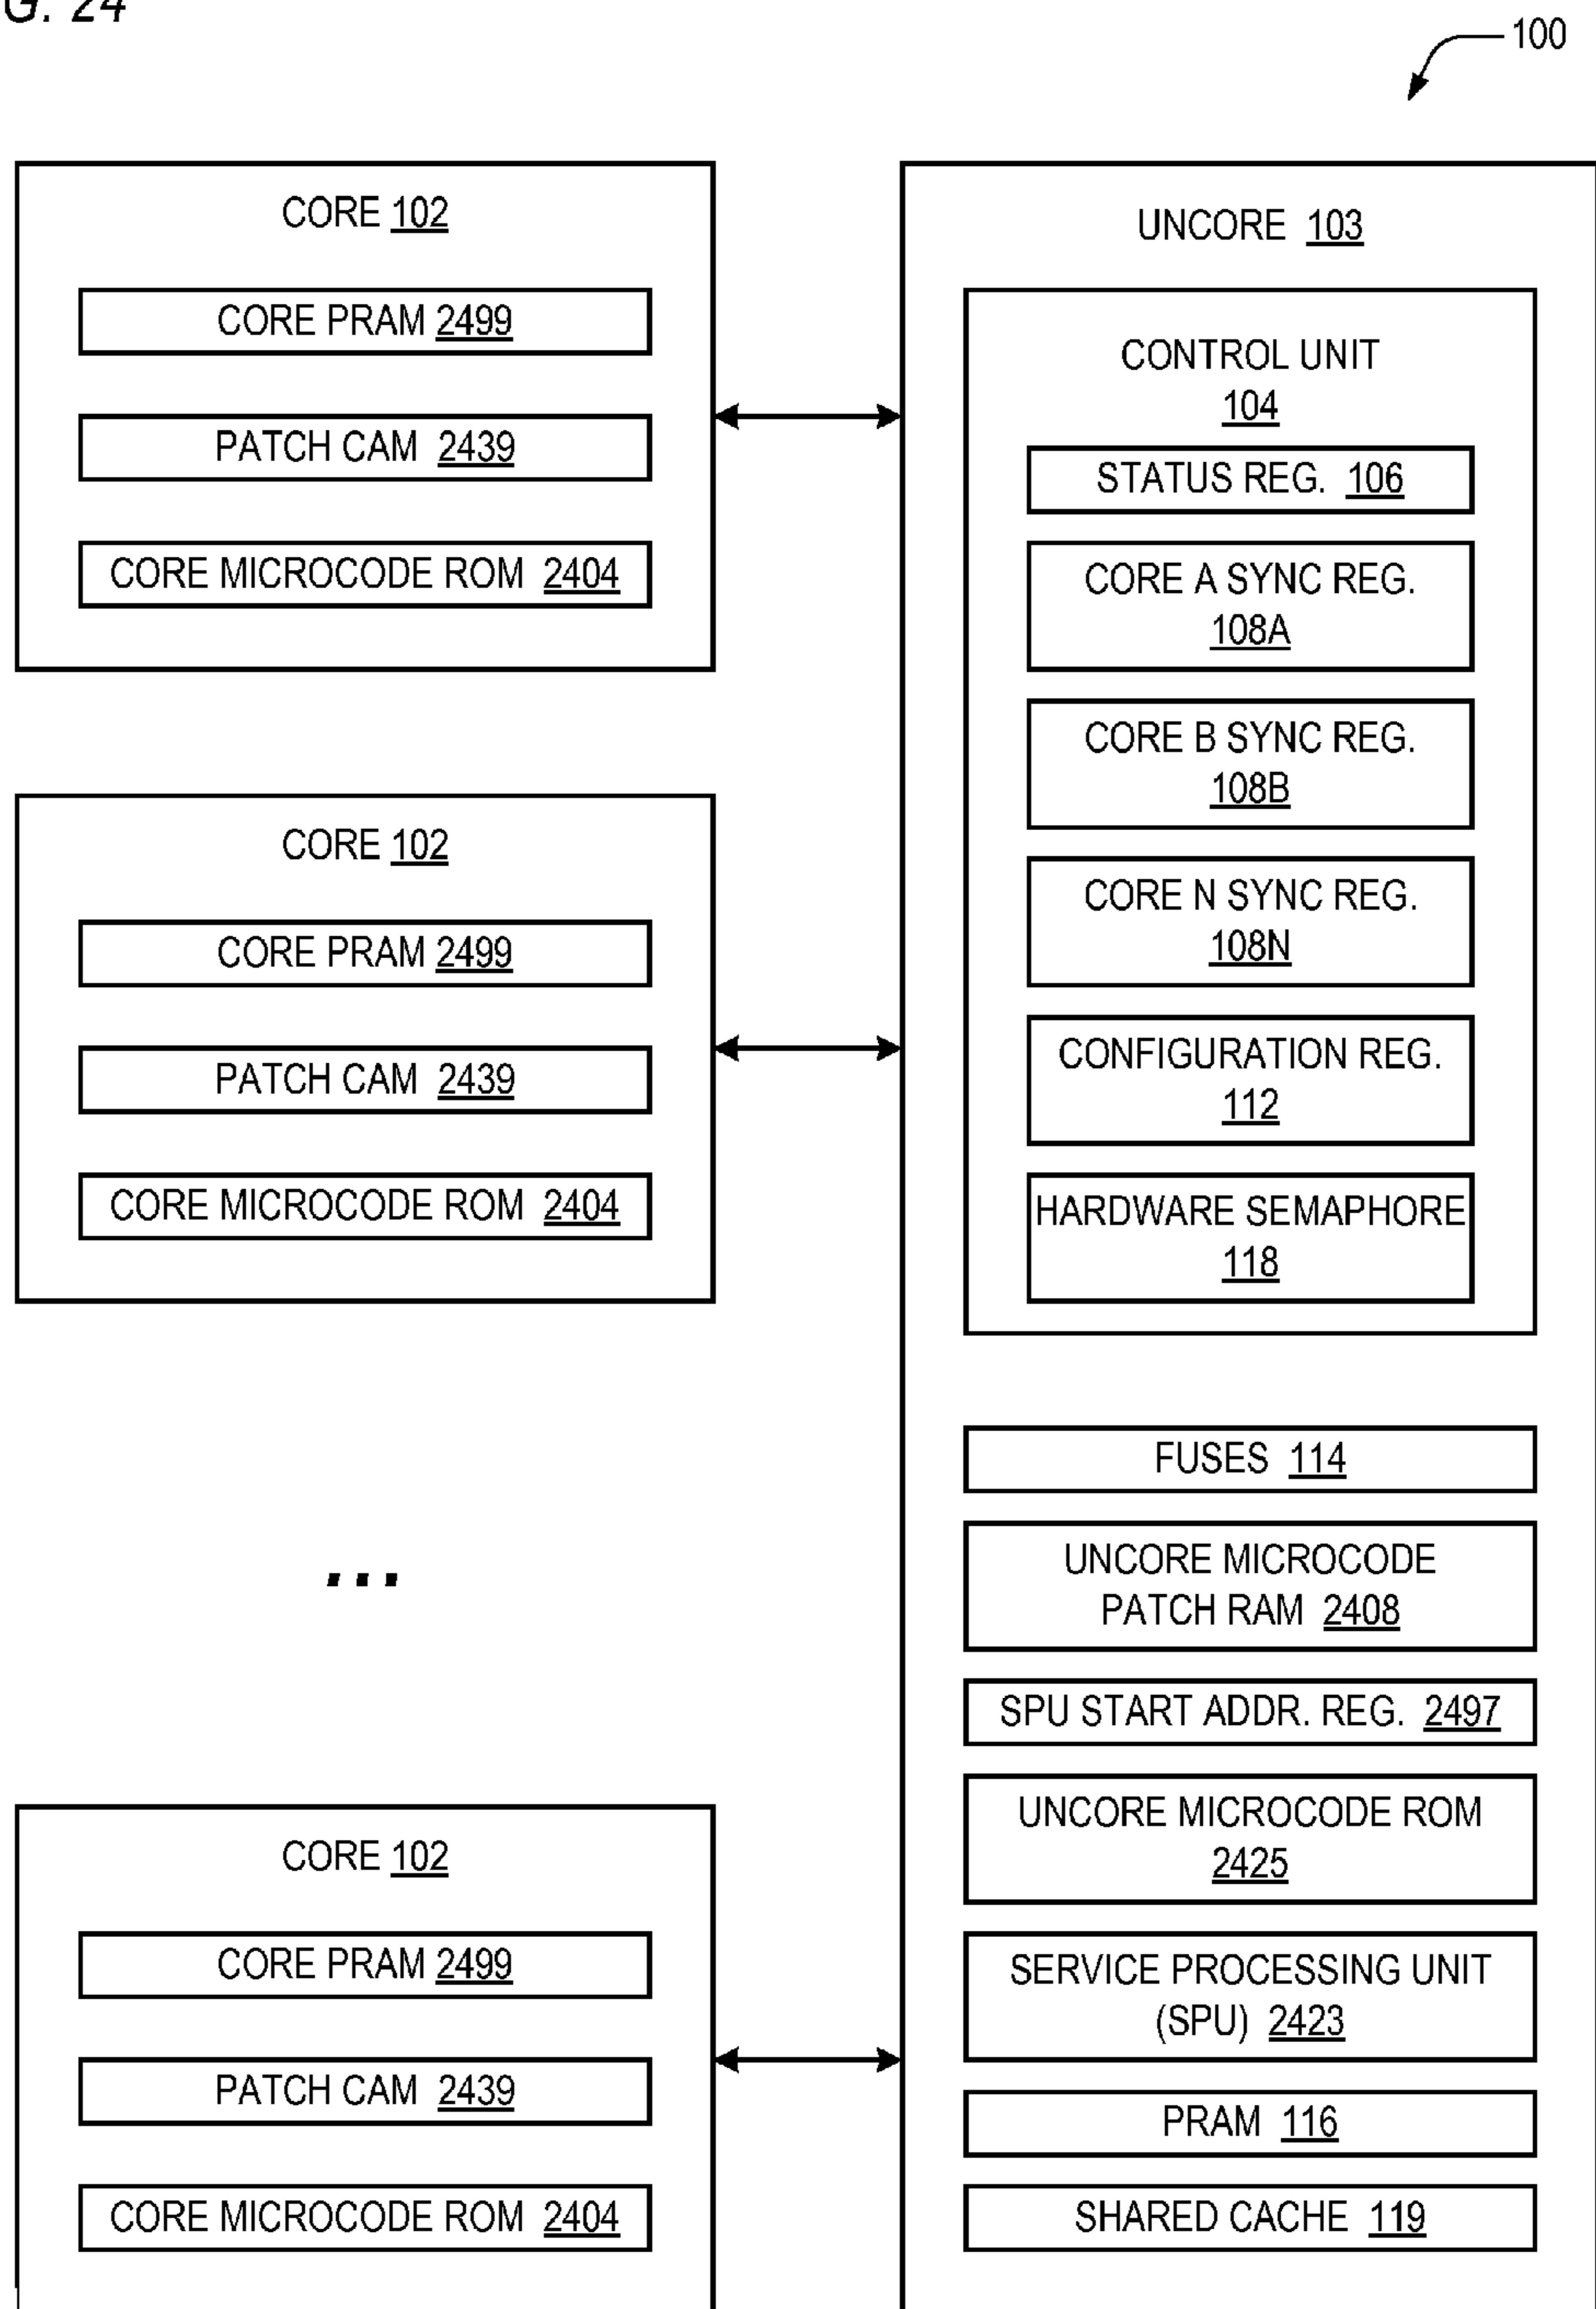 G. 24
100
CORE 102
CORE PRAM 2499
PATCH CAM 2439
CORE MICROCODE ROM 2404
CORE 102
CORE PRAM 2499
PATCH CAM 2439
CORE MICROCODE ROM 2404
...
CORE 102
CORE PRAM 2499
PATCH CAM 2439
CORE MICROCODE ROM 2404
UNCORE 103
CONTROL UNIT
104
STATUS REG. 106
CORE A SYNC REG.
108A
CORE B SYNC REG.
108B
CORE N SYNC REG.
108N
CONFIGURATION REG.
112
HARDWARE SEMAPHORE
118
FUSES 114
UNCORE MICROCODE
PATCH RAM 2408
SPU START ADDR. REG. 2497
UNCORE MICROCODE ROM
2425
SERVICE PROCESSING UNIT
(SPU) 2423
PRAM 116
SHARED CACHE 119